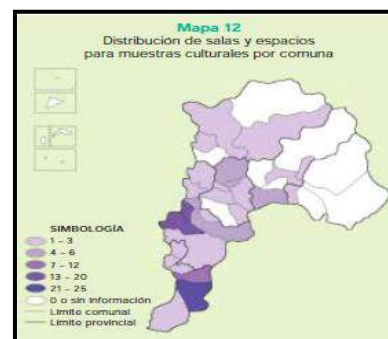 Mapa 12
Distribución de salas y espacios
para muestras culturales por comuna
SIMBOLOGÍA
1 – 3
4 – 6
7 – 12
13 – 20
21 – 25
0 o sin información
Límite comunal
Límite provincial